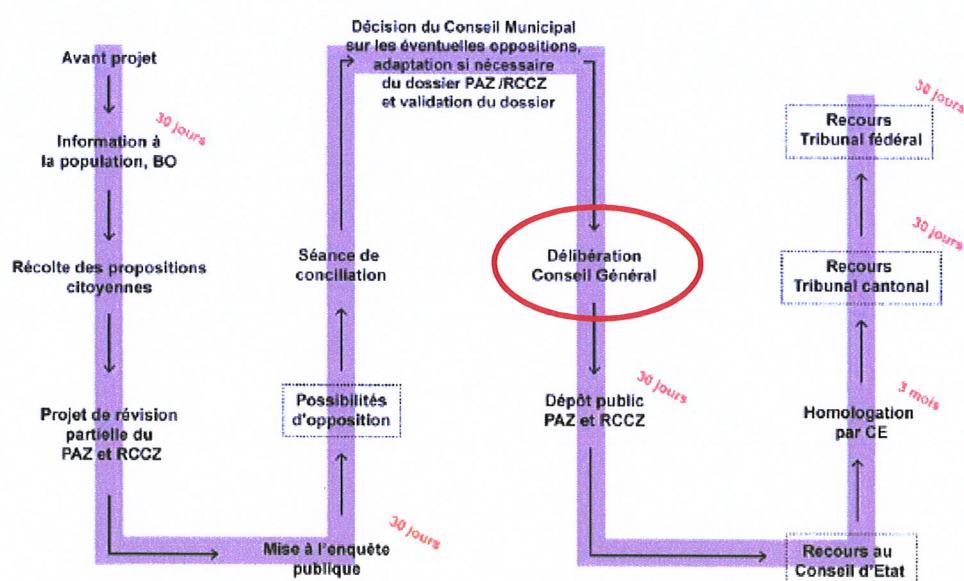 Avant projet
30 jours
Information à
la population, BO
Récolte des propositions
citoyennes
Projet de révision
partielle du
PAZ et RCCZ
Mise à l'enquête
publique
30 jours
Possibilités
d'opposition
Séance de
conciliation
Décision du Conseil Municipal
sur les éventuelles oppositions,
adaptation si nécessaire
du dossier PAZ /RCCZ
et validation du dossier
Délibération
Conseil Général
30 jours
Dépôt public
PAZ et RCCZ
Recours au
Conseil d'Etat
3 mois
Homologation
par CE
30 jours
Recours
Tribunal cantonal
30 jours
Recours
Tribunal fédéral